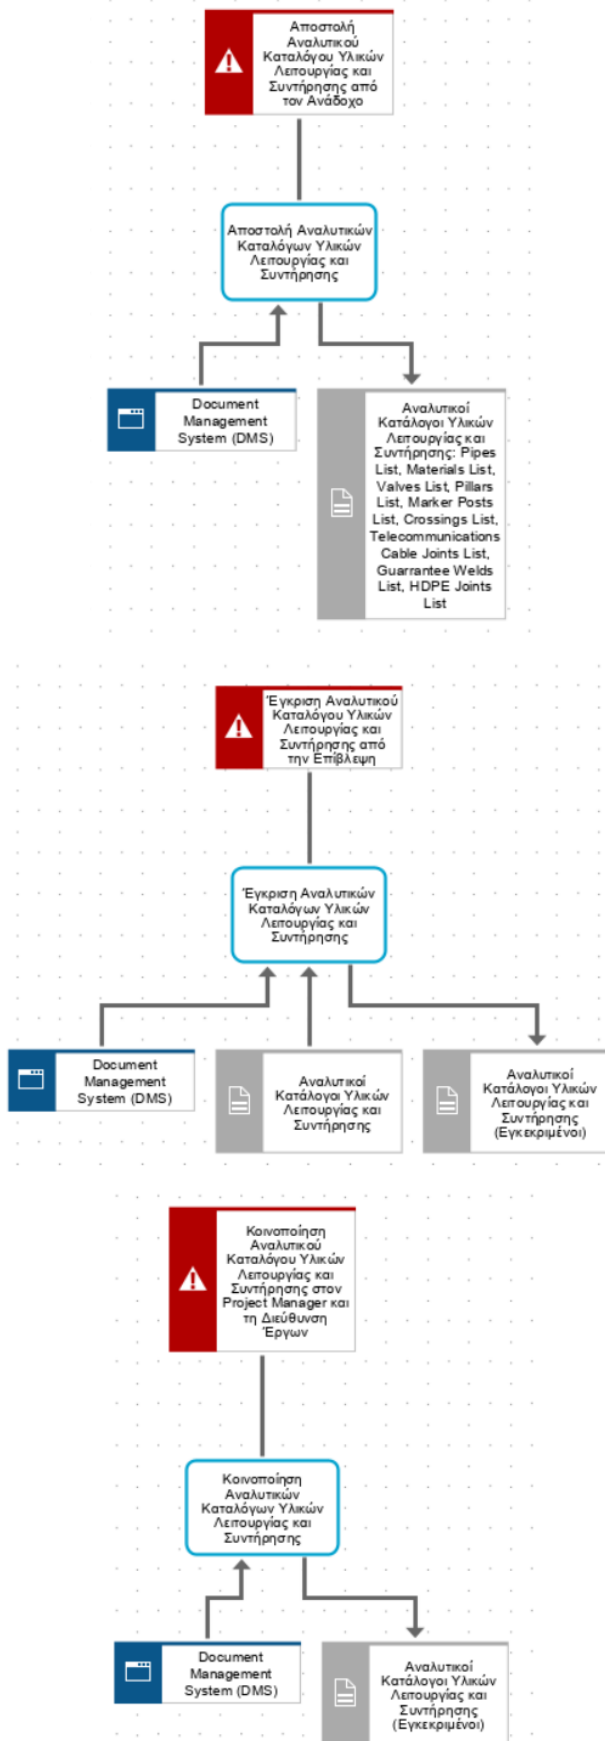 Αποστολή
Αναλυτικού
Καταλόγου Υλικών
Λειτουργίας και
Συντήρησης από
τον Ανάδοχο
Αποστολή Αναλυτικών
Καταλόγων Υλικών
Λειτουργίας και
Συντήρησης
Document
Management
System (DMS)
Αναλυτικοί
Κατάλογοι Υλικών
Λειτουργίας και
Συντήρησης: Pipes
List, Materials List,
Valves List, Pillars
List, Marker Posts
List, Crossings List,
Telecommunications
Cable Joints List,
Guarrantee Welds
List, HDPE Joints
List
Έγκριση Αναλυτικού
Καταλόγου Υλικών
Λειτουργίας και
Συντήρησης από
την Επίβλεψη
Έγκριση Αναλυτικών
Καταλόγων Υλικών
Λειτουργίας και
Συντήρησης
Document
Management
System (DMS)
Αναλυτικοί
Κατάλογοι Υλικών
Λειτουργίας και
Συντήρησης
Αναλυτικοί
Κατάλογοι Υλικών
Λειτουργίας και
Συντήρησης
(Εγκεκριμένοι)
Κοινοποίηση
Αναλυτικού
Καταλόγου Υλικών
Λειτουργίας και
Συντήρησης στον
Project Manager και
τη Διεύθυνση
Έργων
Κοινοποίηση
Αναλυτικών
Καταλόγων Υλικών
Λειτουργίας και
Συντήρησης
Document
Management
System (DMS)
Αναλυτικοί
Κατάλογοι Υλικών
Λειτουργίας και
Συντήρησης
(Εγκεκριμένοι)